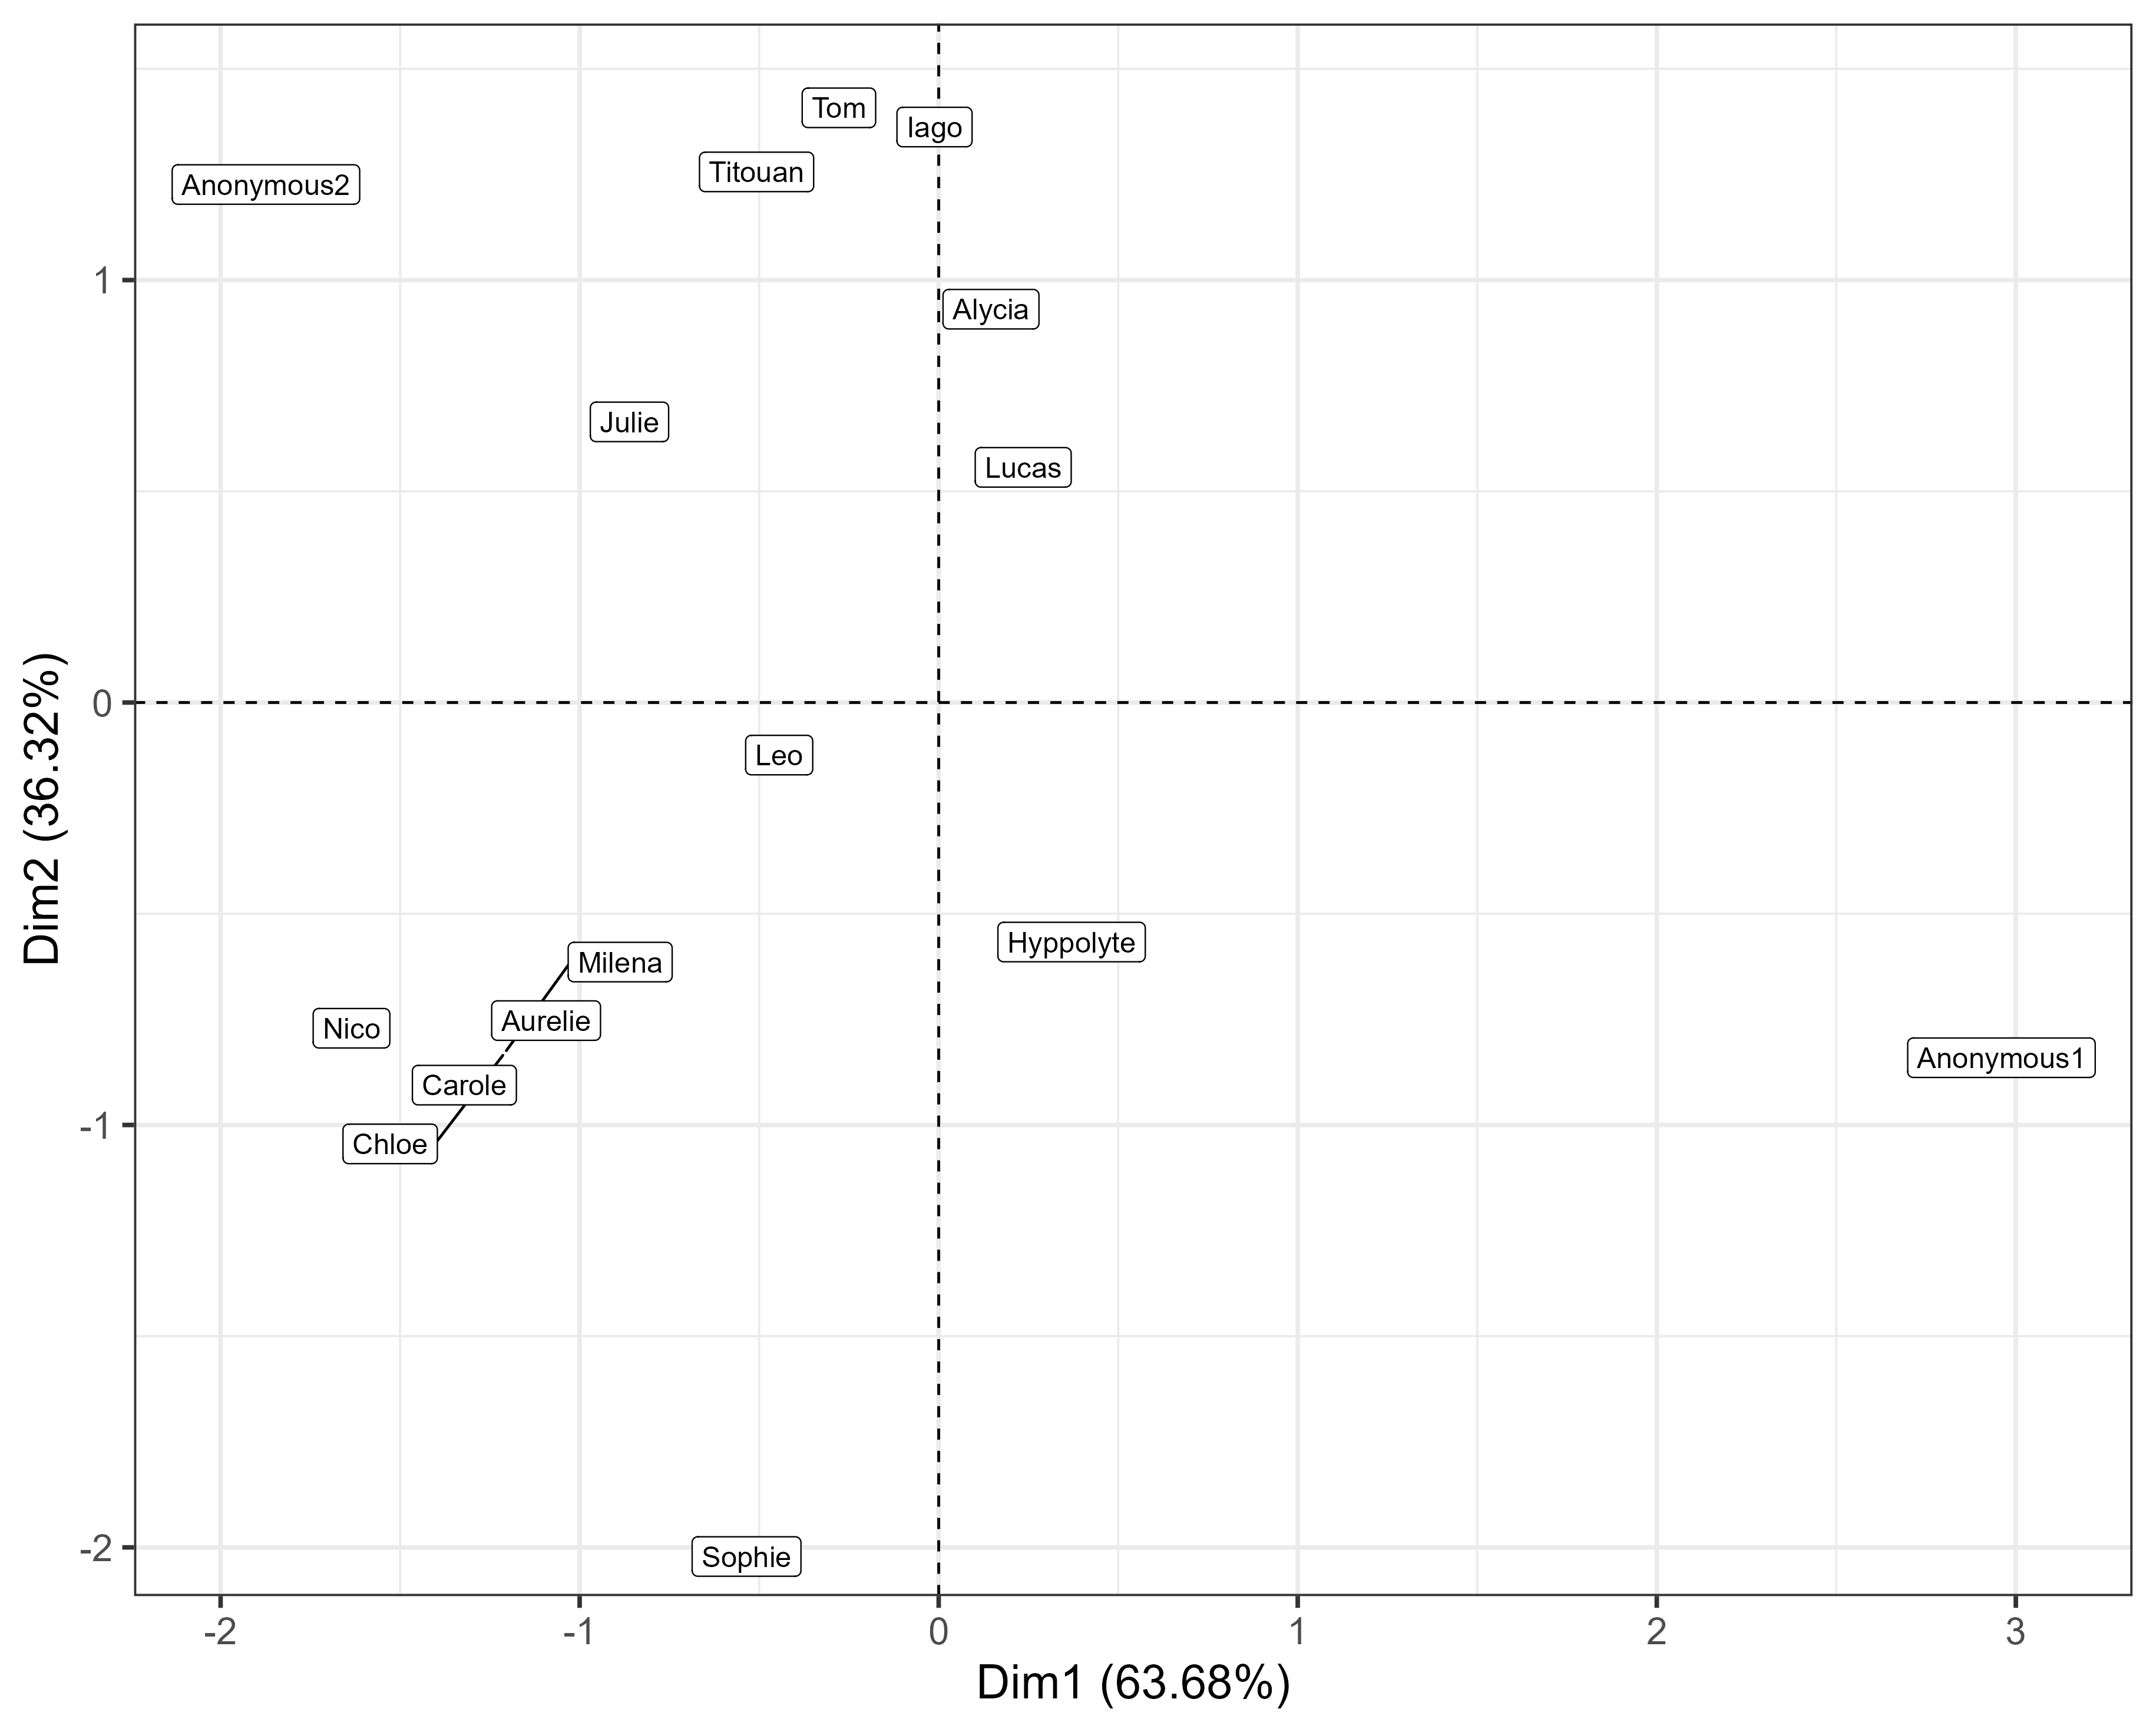 Tom
Iago
Titouan
Anonymous2
1
Alycia
Julie
Lucas
Dim2 (36.32%)
0
Leo
Hyppolyte
Milena
Aurelie
Nico
Anonymous1
Carole
-1
Chloe
-2
Sophie
-2 -1 0 1 2 3
Dim1 (63.68%)